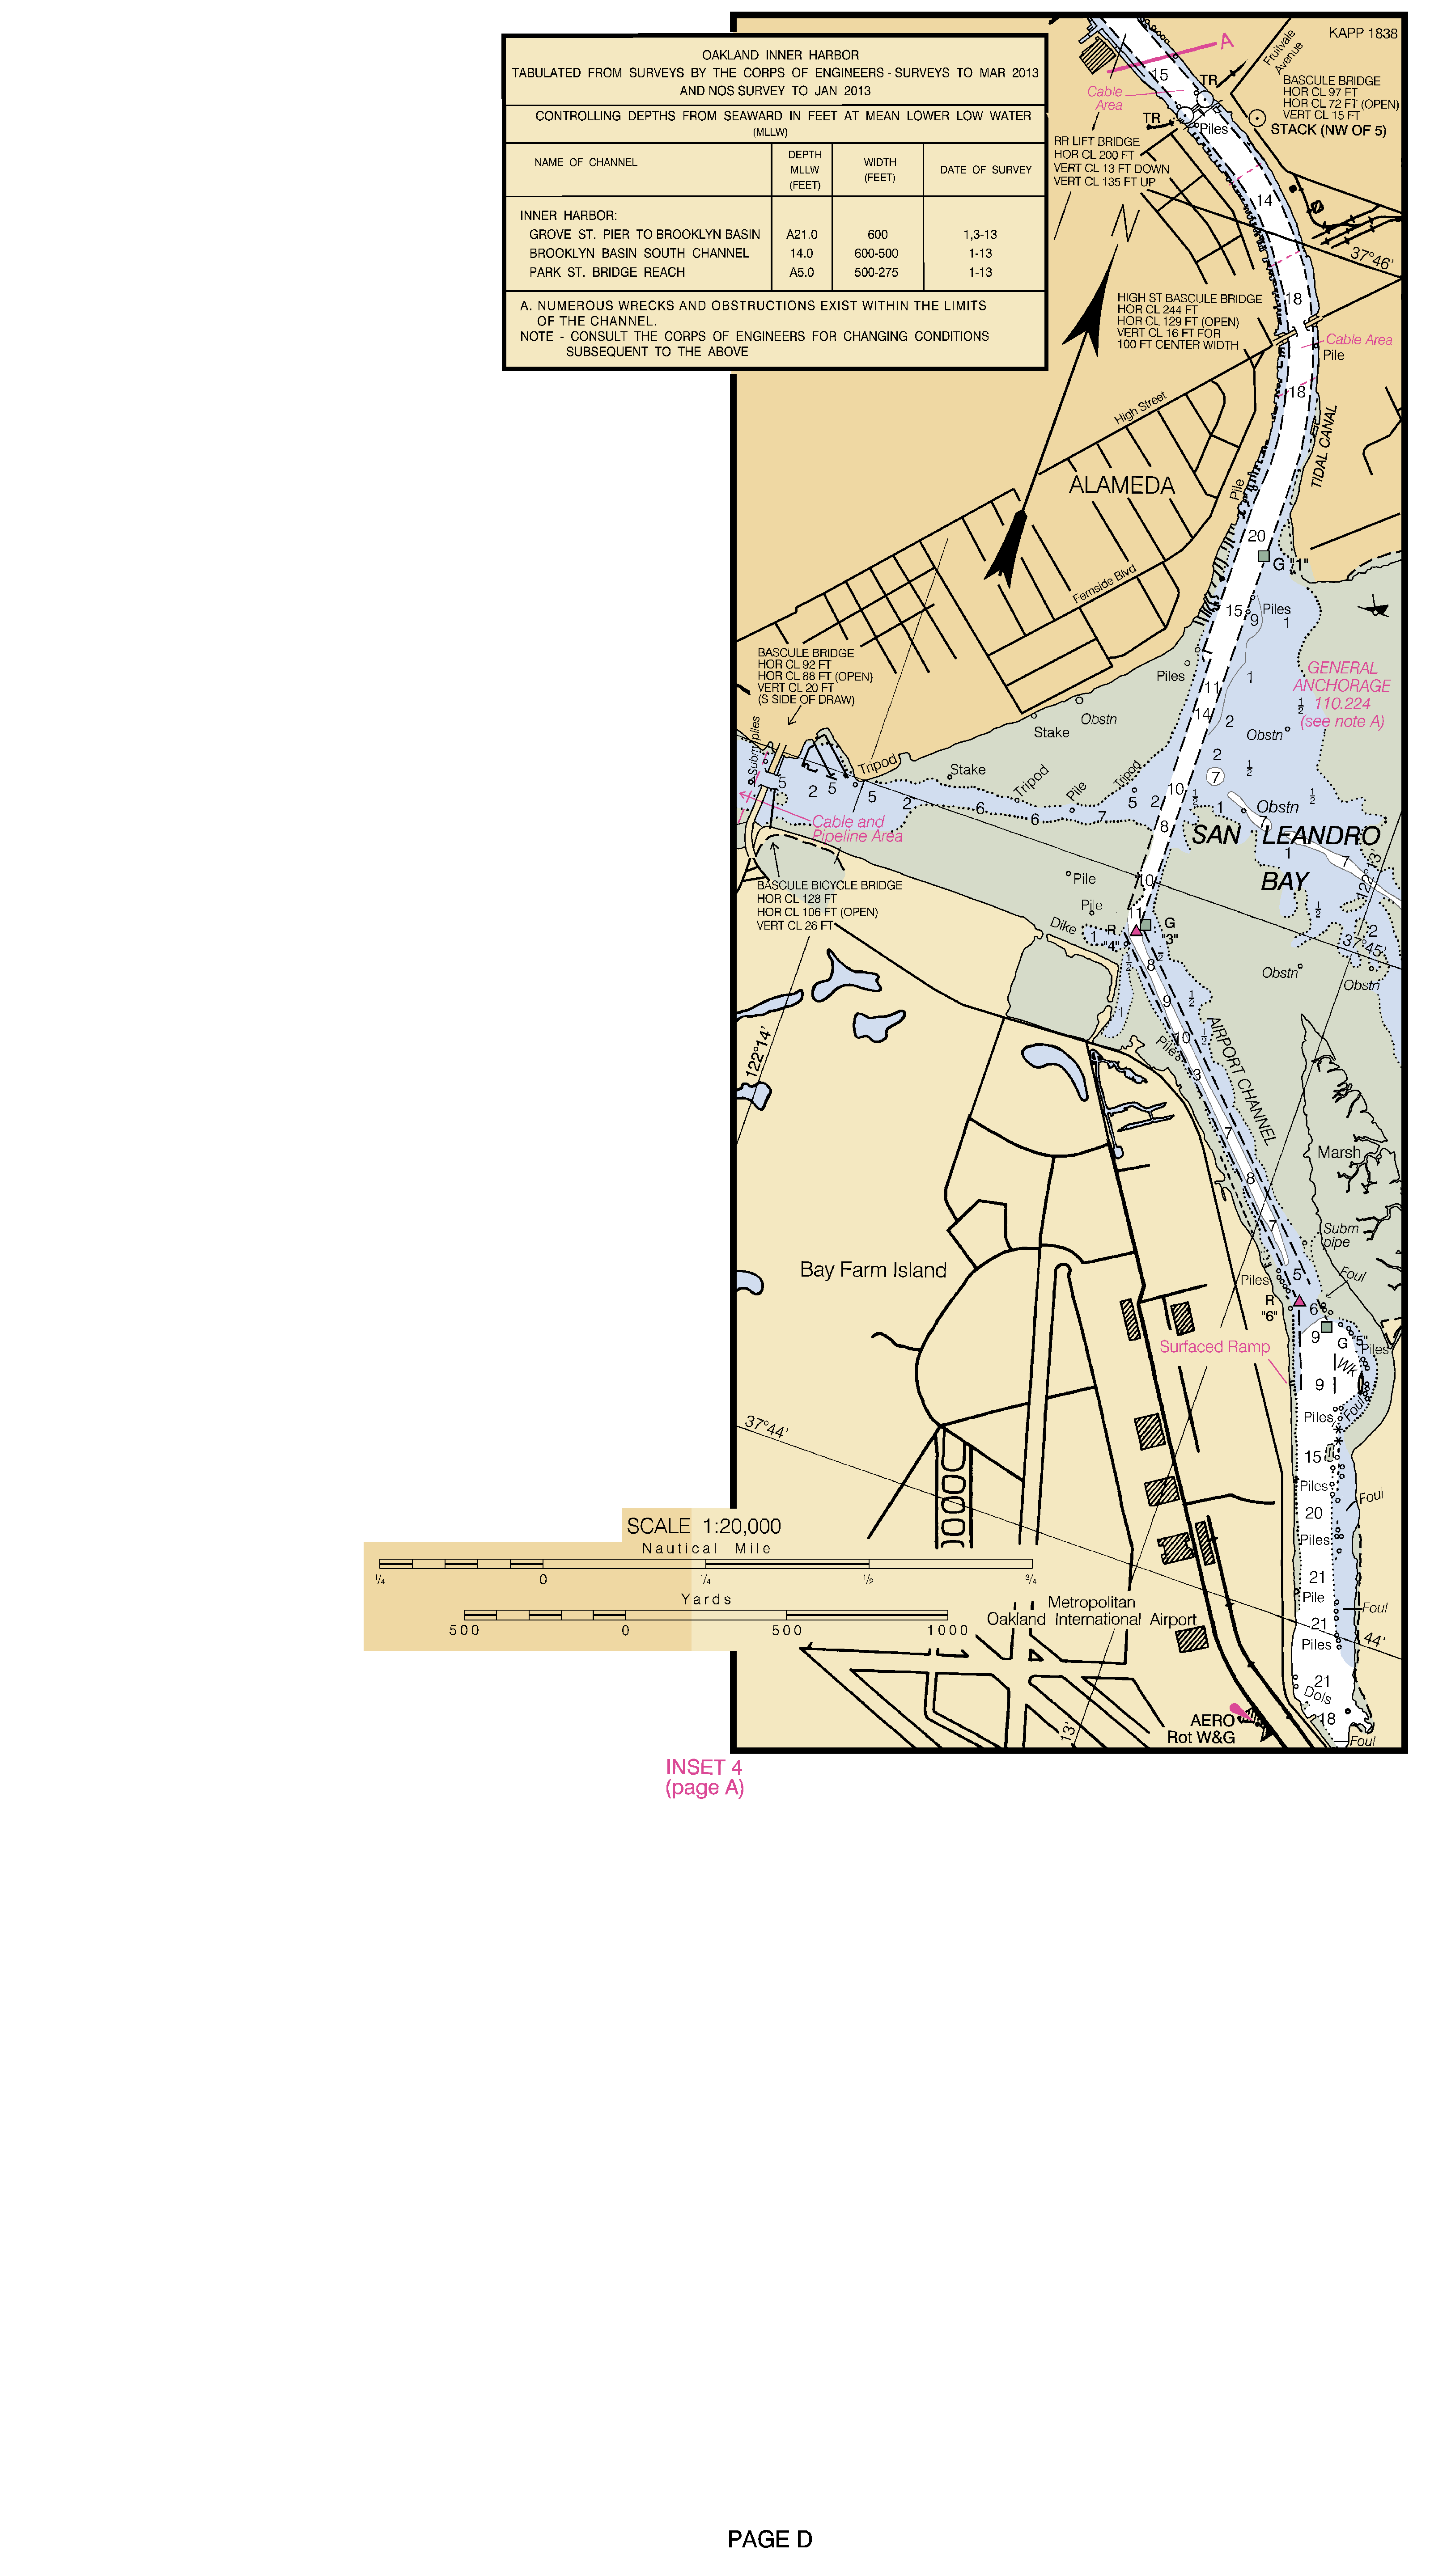 KAPP 1838
OAKLAND INNER HARBOR
TABULATED FROM SURVEYS BY THE CORPS OF ENGINEERS - SURVEYS TO MAR 2013
AND NOS SURVEY TO JAN 2013
CONTROLLING DEPTHS FROM SEAWARD IN FEET AT MEAN LOWER LOW WATER
(MLLW)
NAME OF CHANNEL
DEPTH
MLLW
(FEET)
WIDTH
(FEET)
DATE OF SURVEY
INNER HARBOR:
GROVE ST. PIER TO BROOKLYN BASIN A21.0 600 1,3-13
BROOKLYN BASIN SOUTH CHANNEL 14.0 600-500 1-13
PARK ST. BRIDGE REACH A5.0 500-275 1-13
A. NUMEROUS WRECKS AND OBSTRUCTIONS EXIST WITHIN THE LIMITS
OF THE CHANNEL.
NOTE - CONSULT THE CORPS OF ENGINEERS FOR CHANGING CONDITIONS
SUBSEQUENT TO THE ABOVE
A
Fruitvale
Avenue
15
TR
Cable
Area
BASCULE BRIDGE
HOR CL 97 FT
HOR CL 72 FT (OPEN)
VERT CL 15 FT
STACK (NW OF 5)
TR
Piles
RR LIFT BRIDGE
HOR CL 200 FT
VERT CL 13 FT DOWN
VERT CL 135 FT UP
14
N
37°46'
HIGH ST BASCULE BRIDGE
HOR CL 244 FT
HOR CL 129 FT (OPEN)
VERT CL 16 FT FOR
100 FT CENTER WIDTH
18
Cable Area
Pile
18
High Street
TIDAL CANAL
ALAMEDA
Pile
20
G "1"
Fernside Blvd
15
9
Piles
1
BASCULE BRIDGE
HOR CL 92 FT
HOR CL 88 FT (OPEN)
VERT CL 20 FT
(S SIDE OF DRAW)
Piles
11
1
GENERAL
ANCHORAGE
110.224
(see note A)
½
14
2
Obstn
Obstn
Stake
Subm piles
Tripod
Stake
Tripod
Pile
Tripod
2
½
7
5
2
5
5
2
6
6
7
5
2
10
½
1
Obstn
½
8
Cable and
Pipeline Area
SAN LEANDRO
BAY
1
7
122°13'
10
Pile
BASCULE BICYCLE BRIDGE
HOR CL 128 FT
HOR CL 106 FT (OPEN)
VERT CL 26 FT
Pile
11
Dike
1
R
"4"
G
"3"
½
2
37°45'
½
8
½
Obstn
Obstn
9
½
1
10
½
Piles
AIRPORT CHANNEL
122°14'
3
7
Marsh
8
7
Subm
pipe
Bay Farm Island
Piles
5
Foul
R
"6"
6
9
G "5"
Piles
Surfaced Ramp
Wk
9
Foul
Piles
37°44'
15
Piles
Foul
20
SCALE 1:20,000
Nautical Mile
¼ 0 ¼ ½ ¾
Yards
500 0 500 1000
Piles
21
Pile
Foul
Metropolitan
Oakland International Airport
21
Piles
44'
21
Dols
18
AERO
Rot W&G
13'
Foul
INSET 4
(page A)
PAGE D